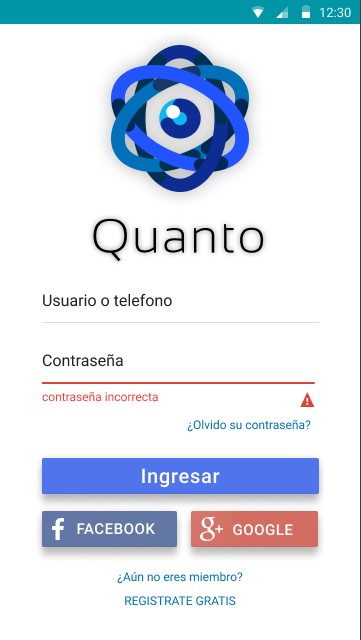 12:30
Quanto
Usuario o telefono
Contraseña
contraseña incorrecta
¿Olvido su contraseña?
Ingresar
f FACEBOOK
g+ GOOGLE
¿Aún no eres miembro?
REGISTRATE GRATIS